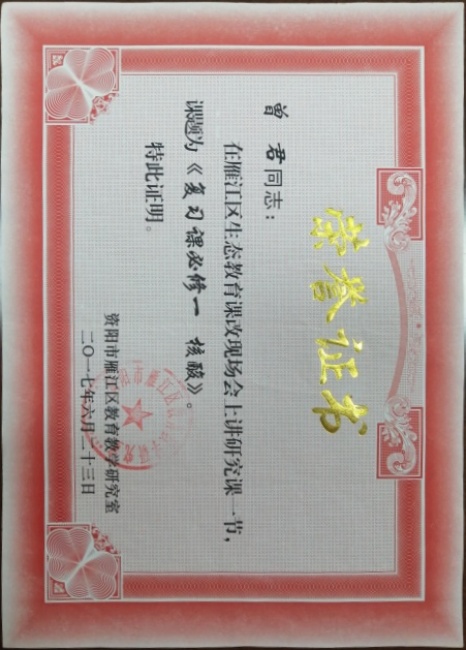 荣誉证书
曾君同志：
在雁江区生态教育课改现场会上讲研究课一节，
课题为《复习课必修一 核酸》。
特此证明。
资阳市雁江区教育教学研究室
二〇一七年六月二十三日